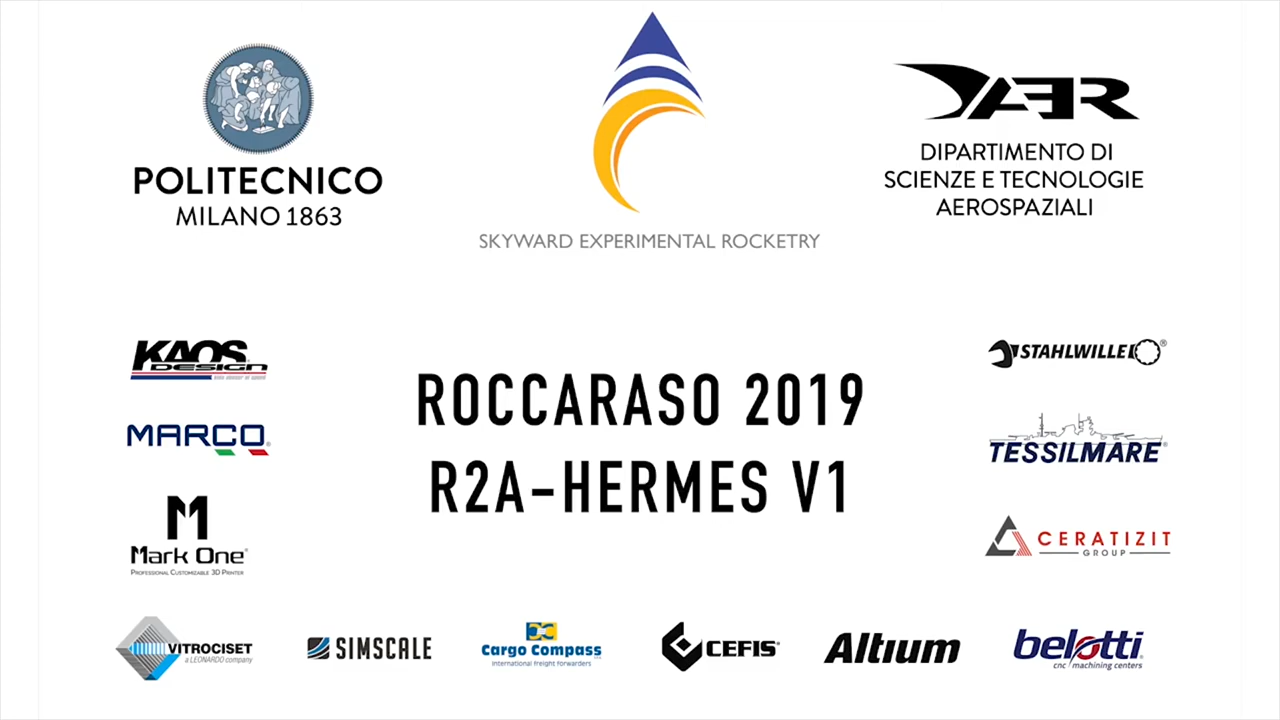 POLITECNICO
MILANO 1863
SKYWARD EXPERIMENTAL ROCKETRY
DAER
DIPARTIMENTO DI
SCIENZE E TECNOLOGIE
AEROSPAZIALI
ROCCARASO 2019
R2A-HERMES V1
KAOS
DESIGN
MARCO®
Mark One®
Professional Customizable 3D Printer
STAHLWILLE®
TESSILMARE®
CERATIZIT
GROUP
VITROCISET
a LEONARDO company
SIMSCALE
Cargo Compass
International freight forwarders
CEFIS
Altium
belotti
cnc machining centers